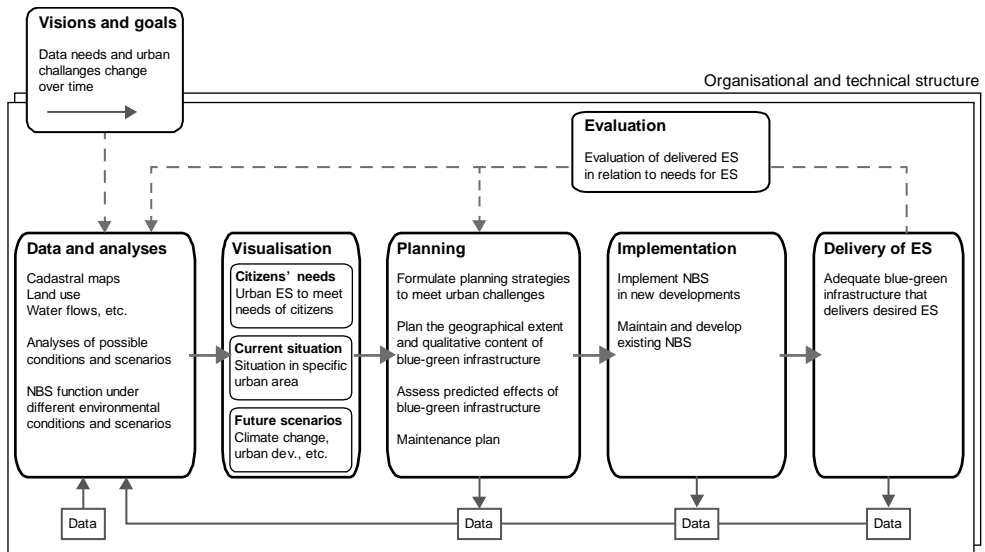 Visions and goals
Data needs and urban
challanges change
over time
Organisational and technical structure
Evaluation
Evaluation of delivered ES
in relation to needs for ES
Data and analyses
Cadastral maps
Land use
Water flows, etc.
Analyses of possible
conditions and scenarios
NBS function under
different environmental
conditions and scenarios
Visualisation
Citizens' needs
Urban ES to meet
needs of citizens
Current situation
Situation in specific
urban area
Future scenarios
Climate change,
urban dev., etc.
Planning
Formulate planning strategies
to meet urban challenges
Plan the geographical extent
and qualitative content of
blue-green infrastructure
Assess predicted effects of
blue-green infrastructure
Maintenance plan
Implementation
Implement NBS
in new developments
Maintain and develop
existing NBS
Delivery of ES
Adequate blue-green
infrastructure that
delivers desired ES
Data
Data
Data
Data